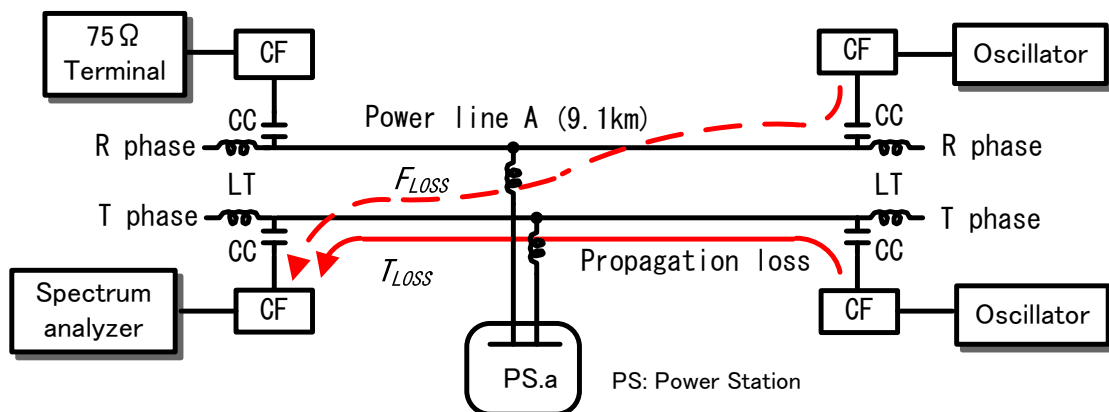 75Ω
Terminal
CF
CF
Oscillator
CC
Power line A (9.1km)
CC
R phase
R phase
LT
F_LOSS
LT
T phase
T phase
CC
T_LOSS
Propagation loss
CC
Spectrum
analyzer
CF
CF
Oscillator
PS.a
PS: Power Station